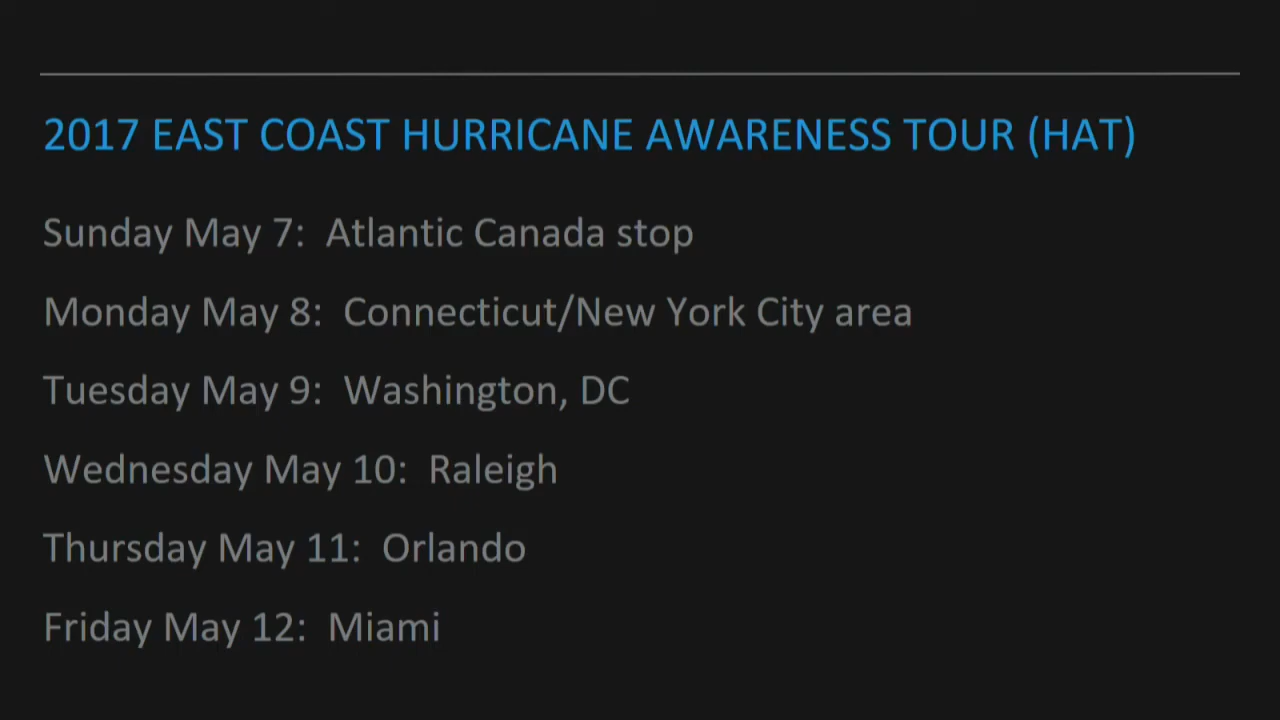 2017 EAST COAST HURRICANE AWARENESS TOUR (HAT)
Sunday May 7: Atlantic Canada stop
Monday May 8: Connecticut/New York City area
Tuesday May 9: Washington, DC
Wednesday May 10: Raleigh
Thursday May 11: Orlando
Friday May 12: Miami